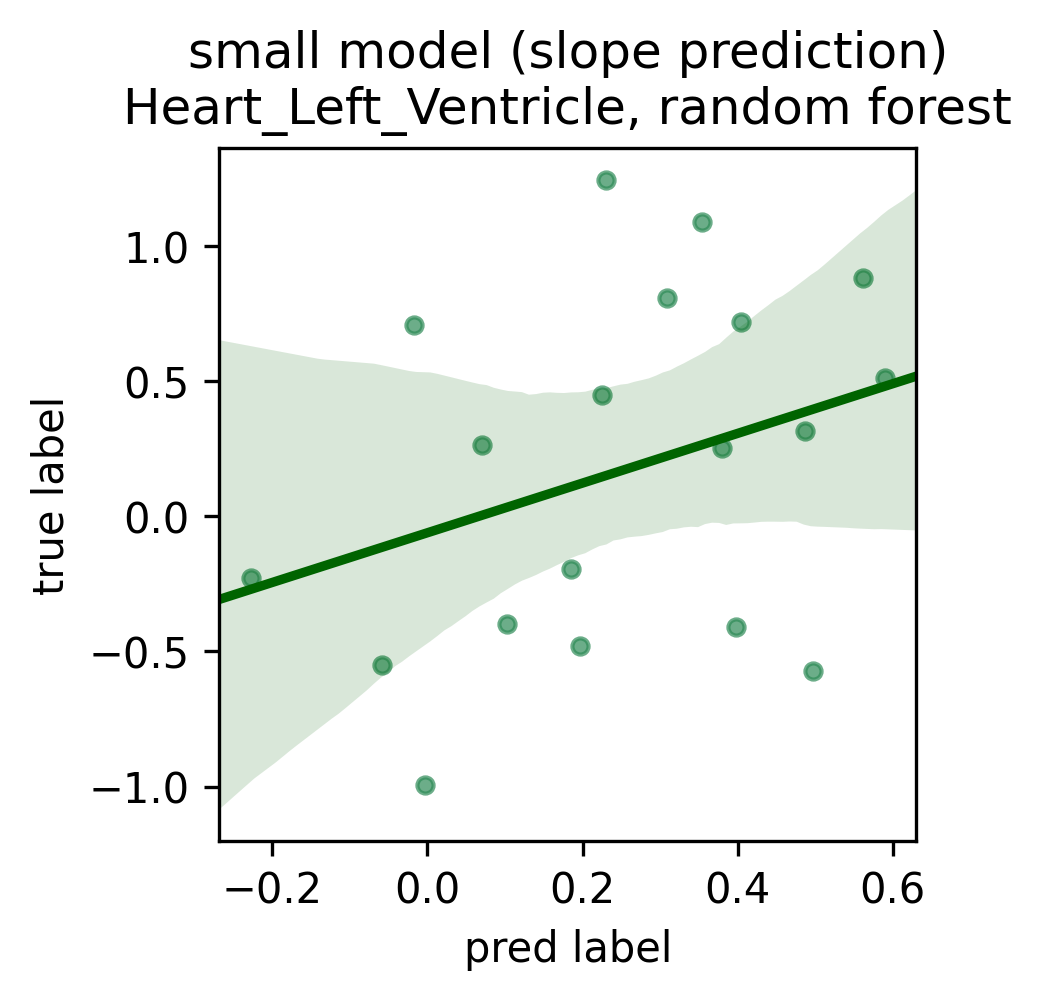 small model (slope prediction)
Heart_Left_Ventricle, random forest
1.0
0.5
0.0
−0.5
−1.0
true label
−0.2
0.0
0.2
0.4
0.6
pred label